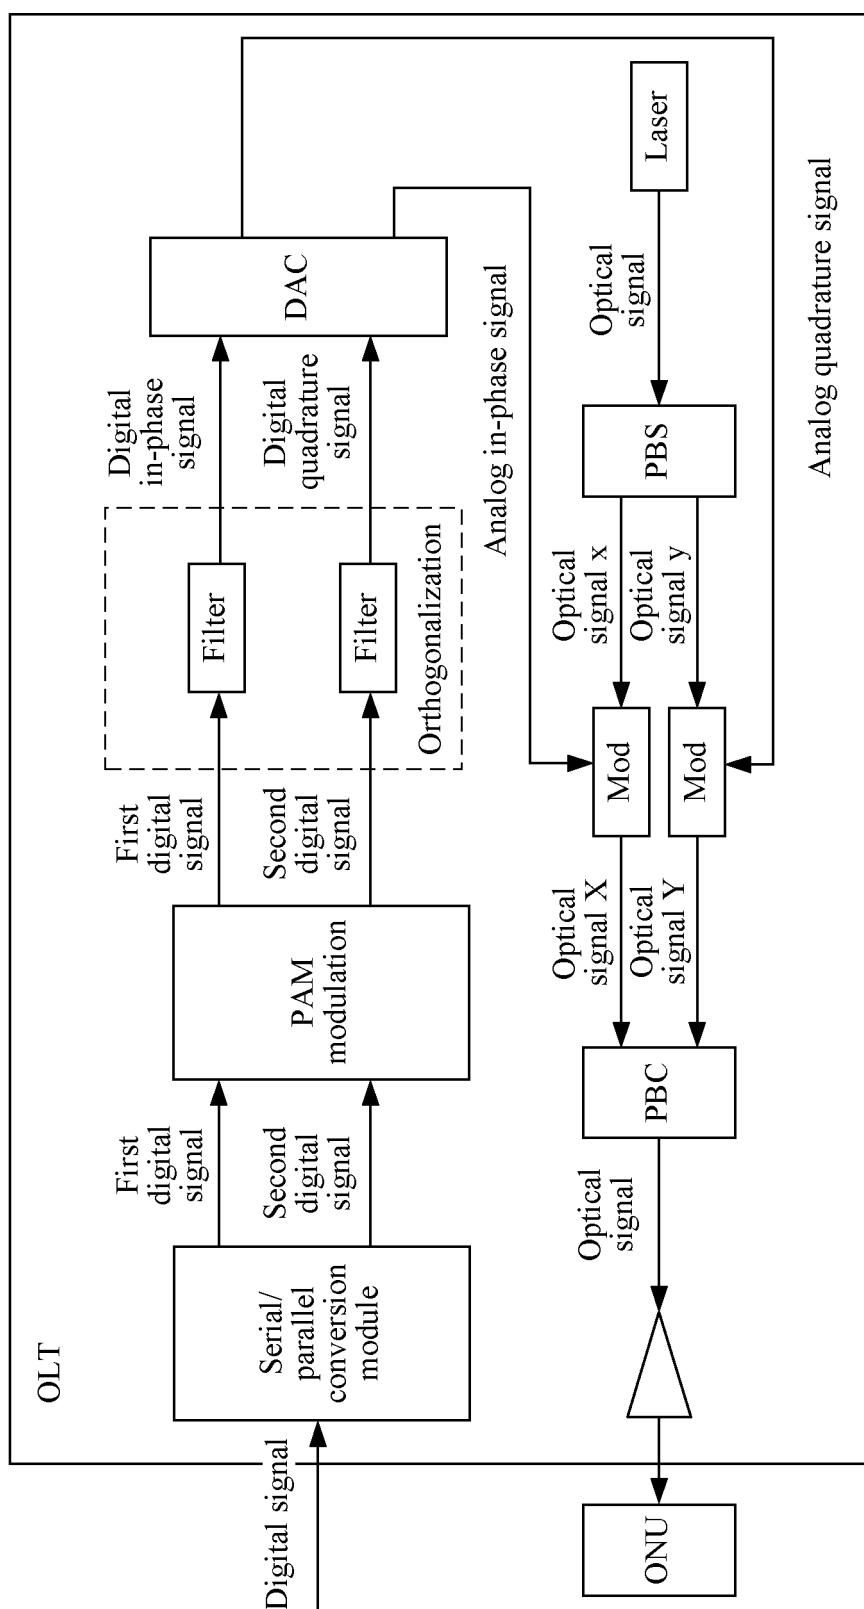 OLT
Digital signal
Serial/
parallel
conversion
module
First
digital
signal
Second
digital
signal
PAM
modulation
First
digital
signal
Second
digital
signal
Filter
Filter
Orthogonalization
Digital
in-phase
signal
Digital
quadrature
signal
DAC
Analog in-phase signal
Analog quadrature signal
Laser
Optical
signal
PBS
Optical
signal x
Optical
signal y
Mod
Mod
Optical
signal X
Optical
signal Y
PBC
Optical
signal
ONU